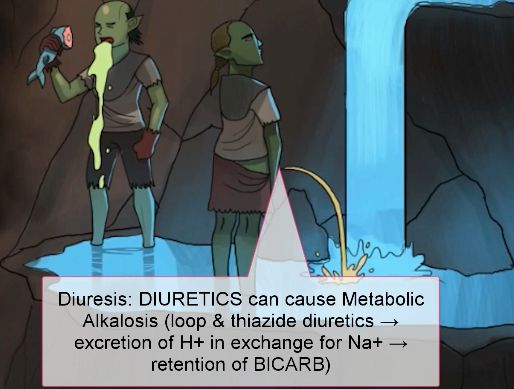 Diuresis: DIURETICS can cause Metabolic
Alkalosis (loop & thiazide diuretics →
excretion of H+ in exchange for Na+ →
retention of BICARB)